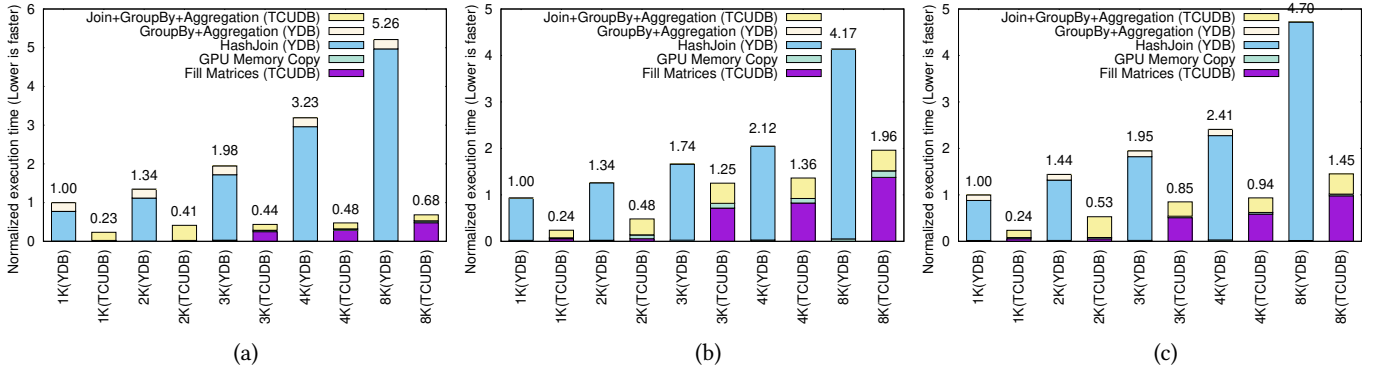 Normalized execution time (Lower is faster)
6
5
4
3
2
1
0
Join+GroupBy+Aggregation (TCUDB)
GroupBy+Aggregation (YDB)
HashJoin (YDB)
GPU Memory Copy
Fill Matrices (TCUDB)
1.00
0.23
1.34
0.41
1.98
0.44
3.23
0.48
5.26
0.68
1K(YDB)
1K(TCUDB)
2K(YDB)
2K(TCUDB)
3K(YDB)
3K(TCUDB)
4K(YDB)
4K(TCUDB)
8K(YDB)
8K(TCUDB)
(a)
Normalized execution time (Lower is faster)
5
4
3
2
1
0
Join+GroupBy+Aggregation (TCUDB)
GroupBy+Aggregation (YDB)
HashJoin (YDB)
GPU Memory Copy
Fill Matrices (TCUDB)
1.00
0.24
1.34
0.48
1.74
1.25
2.12
1.36
4.17
1.96
1K(YDB)
1K(TCUDB)
2K(YDB)
2K(TCUDB)
3K(YDB)
3K(TCUDB)
4K(YDB)
4K(TCUDB)
8K(YDB)
8K(TCUDB)
(b)
Normalized execution time (Lower is faster)
5
4
3
2
1
0
Join+GroupBy+Aggregation (TCUDB)
GroupBy+Aggregation (YDB)
HashJoin (YDB)
GPU Memory Copy
Fill Matrices (TCUDB)
1.00
0.24
1.44
0.53
1.95
0.85
2.41
0.94
4.70
1.45
1K(YDB)
1K(TCUDB)
2K(YDB)
2K(TCUDB)
3K(YDB)
3K(TCUDB)
4K(YDB)
4K(TCUDB)
8K(YDB)
8K(TCUDB)
(c)